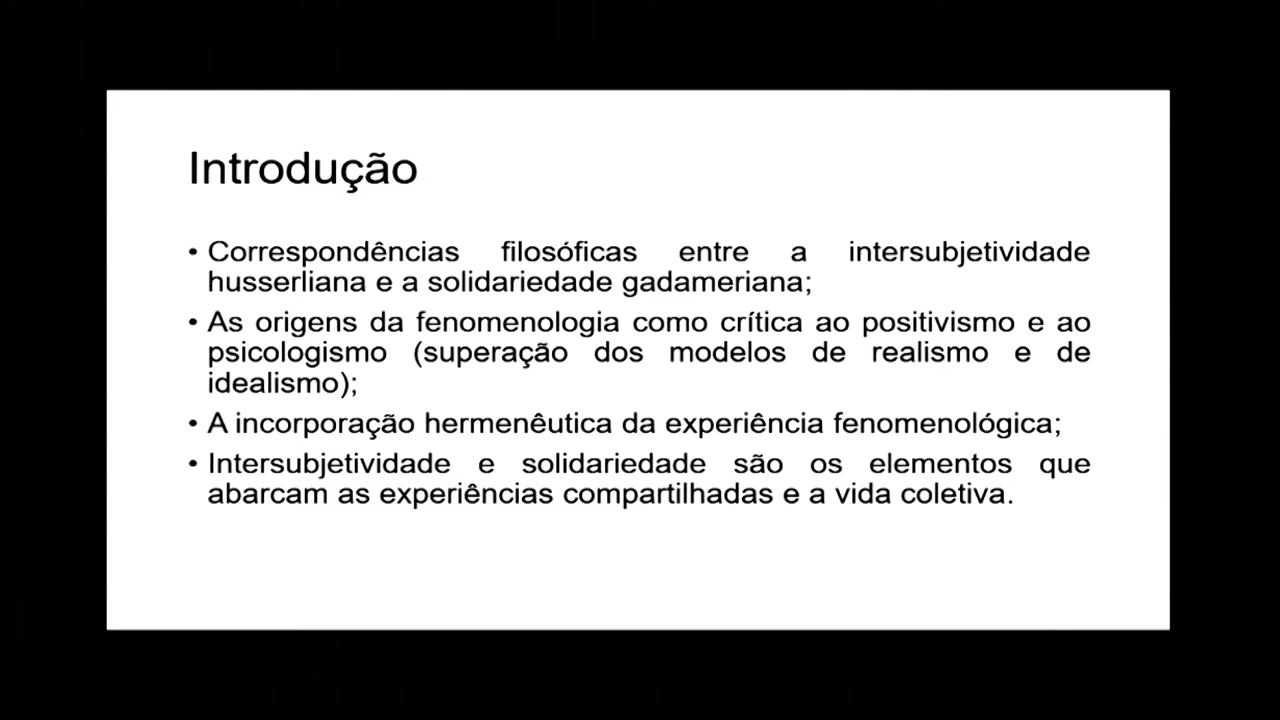 Introdução
• Correspondências filosóficas entre a intersubjetividade
husserliana e a solidariedade gadameriana;
• As origens da fenomenologia como crítica ao positivismo e ao
psicologismo (superação dos modelos de realismo e de
idealismo);
• A incorporação hermenêutica da experiência fenomenológica;
• Intersubjetividade e solidariedade são os elementos que
abarcam as experiências compartilhadas e a vida coletiva.